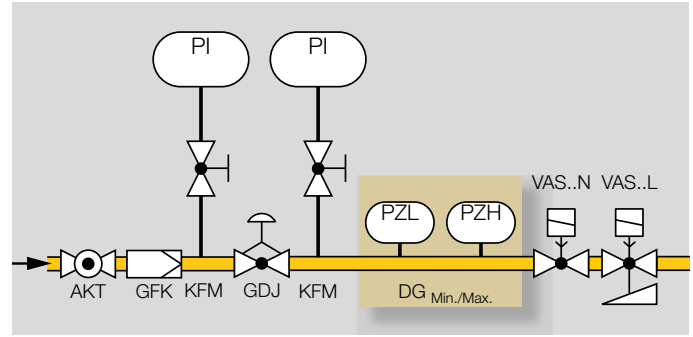 PI PI
VAS..N VAS..L
PZL PZH
AKT GFK KFM GDJ KFM DG Min./Max.